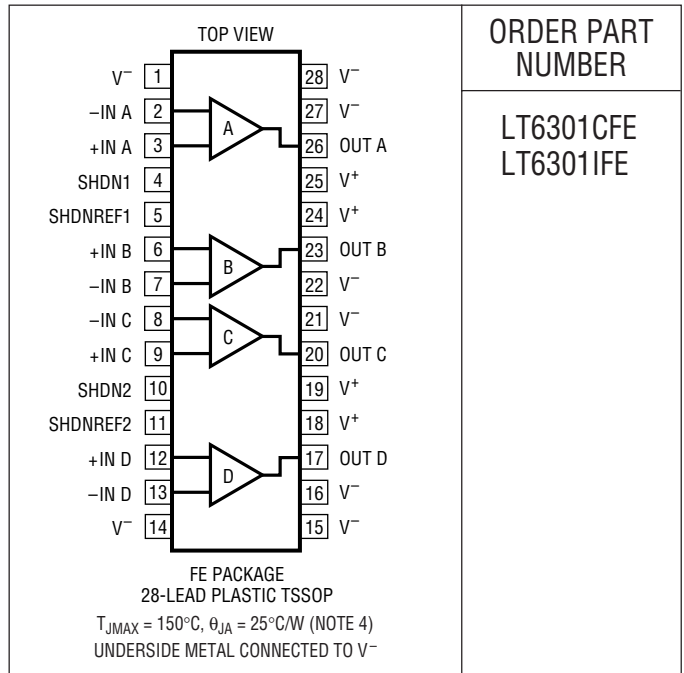 TOP VIEW
V⁻ 1 28 V⁻
−IN A 2 27 V⁻
+IN A 3 A 26 OUT A
SHDN1 4 25 V⁺
SHDNREF1 5 24 V⁺
+IN B 6 B 23 OUT B
−IN B 7 22 V⁻
−IN C 8 21 V⁻
+IN C 9 C 20 OUT C
SHDN2 10 19 V⁺
SHDNREF2 11 18 V⁺
+IN D 12 D 17 OUT D
−IN D 13 16 V⁻
V⁻ 14 15 V⁻
FE PACKAGE
28-LEAD PLASTIC TSSOP
TJMAX = 150°C, θJA = 25°C/W (NOTE 4)
UNDERSIDE METAL CONNECTED TO V⁻
ORDER PART
NUMBER
LT6301CFE
LT6301IFE